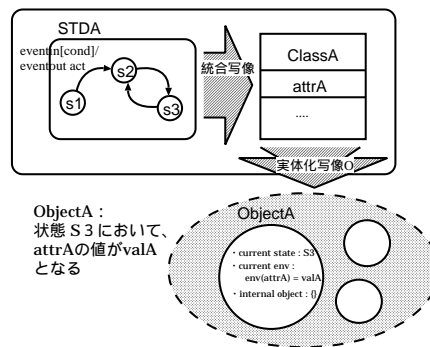 STDA
eventin[cond]/
eventout act
s1
s2
s3
統合写像
ClassA
attrA
....
実体化写像O
ObjectA：
状態Ｓ３において、
attrAの値がvalA
となる
ObjectA
・current state : S3
・current env :
env(attrA) = valA
・internal object : {}